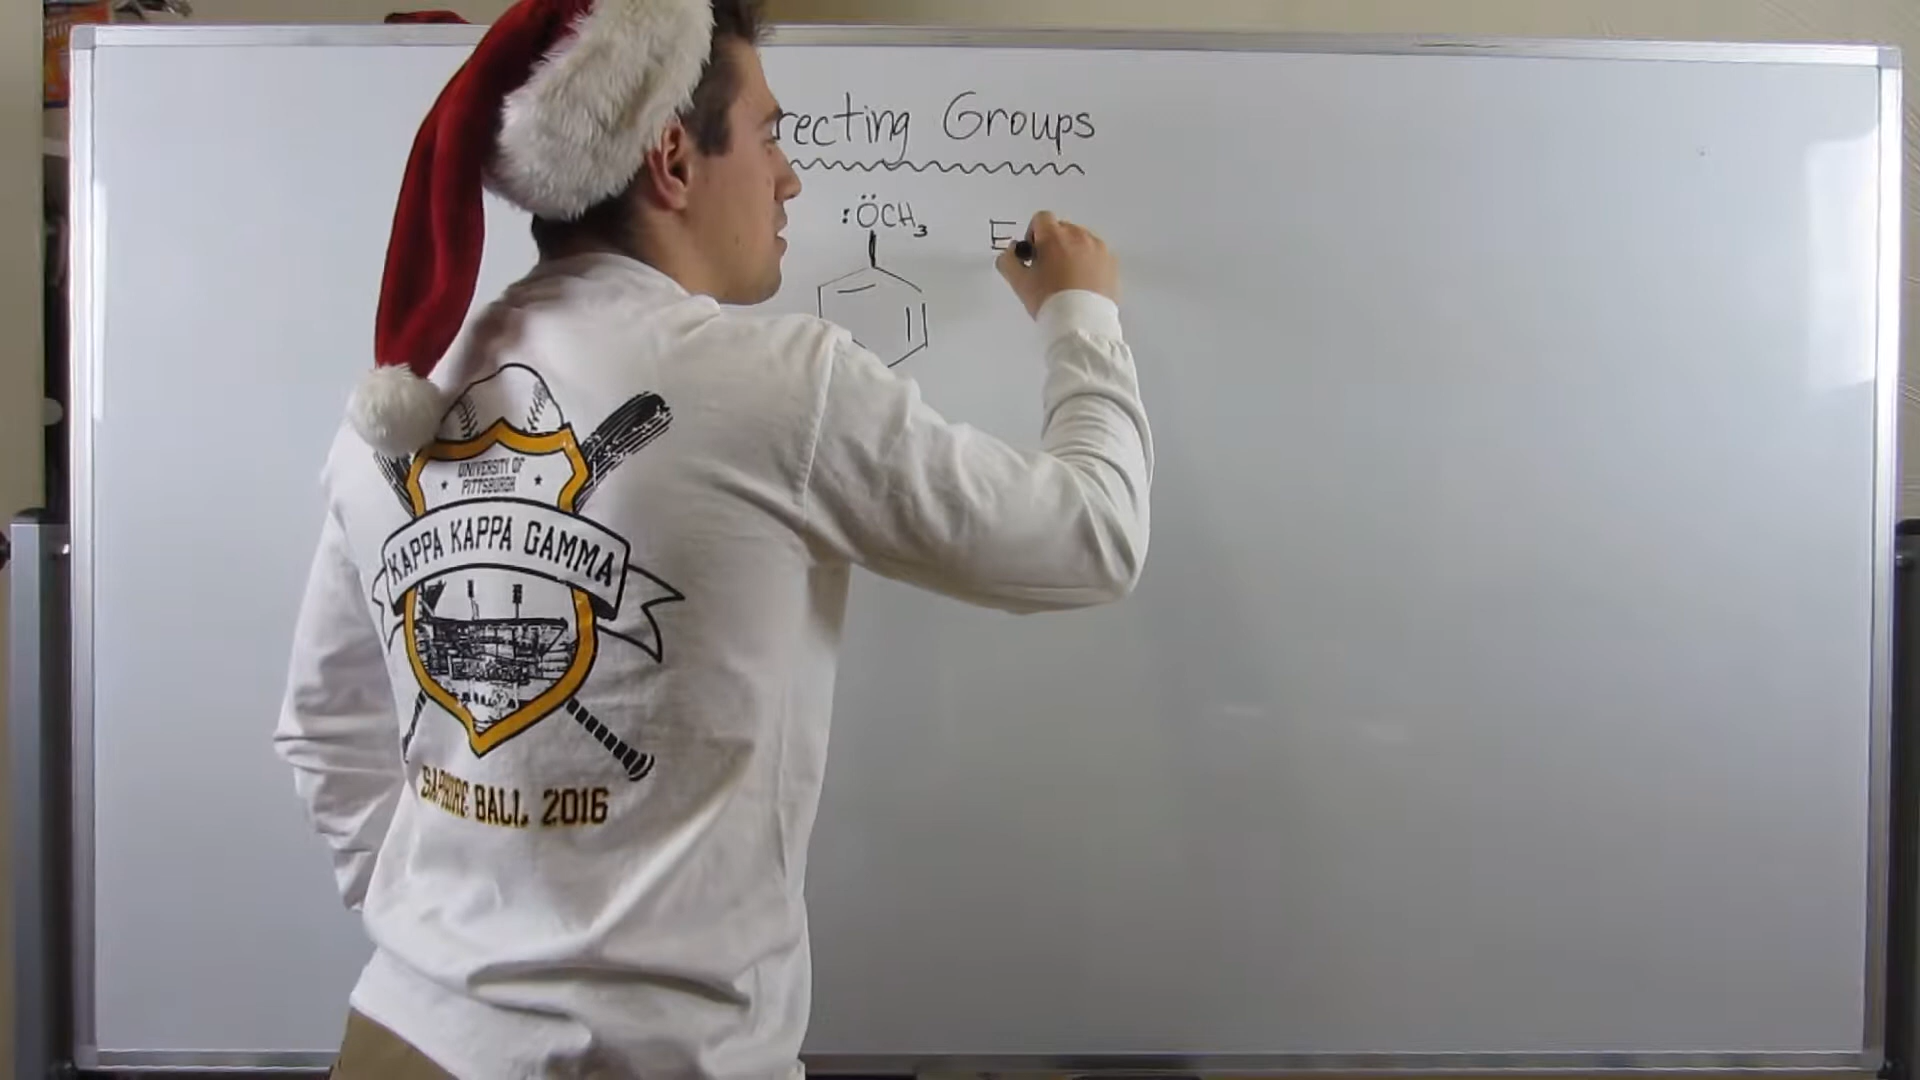 recting Groups
:ÖCH₃
E
UNIVERSITY OF
PITTSBURGH
KAPPA KAPPA GAMMA
BALL 2016